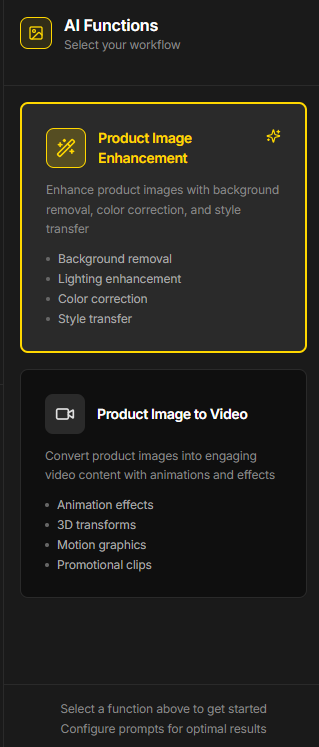 AI Functions
Select your workflow
Product Image
Enhancement
Enhance product images with background
removal, color correction, and style
transfer
Background removal
Lighting enhancement
Color correction
Style transfer
Product Image to Video
Convert product images into engaging
video content with animations and effects
Animation effects
3D transforms
Motion graphics
Promotional clips
Select a function above to get started
Configure prompts for optimal results